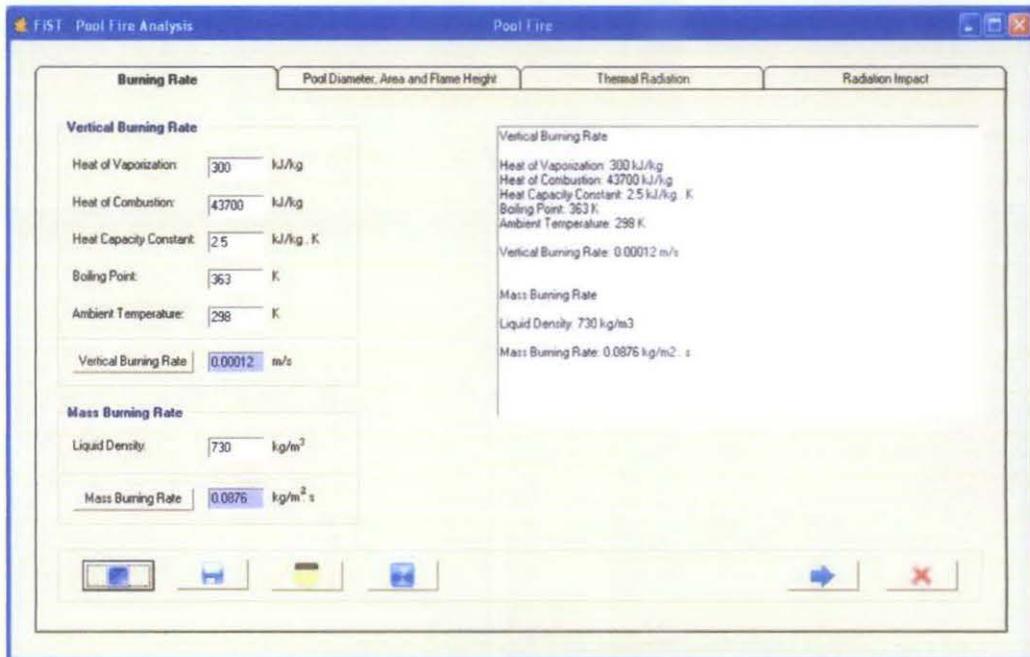 FiST Pool Fire Analysis
Pool Fire
Burning Rate
Pool Diameter, Area and Flame Height
Thermal Radiation
Radiation Impact
Vertical Burning Rate
Heat of Vaporization: 300 kJ/kg
Heat of Combustion: 43700 kJ/kg
Heat Capacity Constant: 2.5 kJ/kg . K
Boiling Point: 363 K
Ambient Temperature: 298 K
Vertical Burning Rate 0.00012 m/s
Mass Burning Rate
Liquid Density: 730 kg/m³
Mass Burning Rate 0.0876 kg/m². s
Vertical Burning Rate
Heat of Vaporization: 300 kJ/kg
Heat of Combustion: 43700 kJ/kg
Heat Capacity Constant: 2.5 kJ/kg . K
Boiling Point: 363 K
Ambient Temperature: 298 K
Vertical Burning Rate: 0.00012 m/s
Mass Burning Rate
Liquid Density: 730 kg/m3
Mass Burning Rate: 0.0876 kg/m2 . s